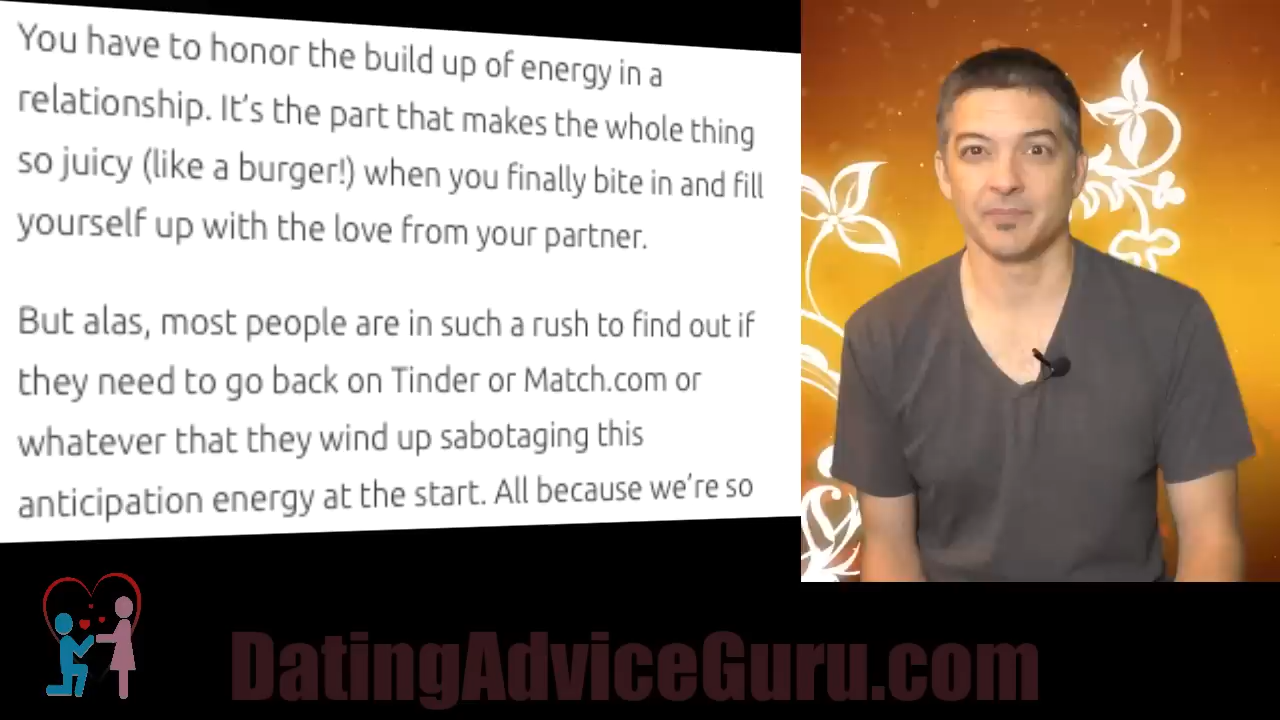 You have to honor the build up of energy in a
relationship. It's the part that makes the whole thing
so juicy (like a burger!) when you finally bite in and fill
yourself up with the love from your partner.
But alas, most people are in such a rush to find out if
they need to go back on Tinder or Match.com or
whatever that they wind up sabotaging this
anticipation energy at the start. All because we're so
DatingAdviceGuru.com